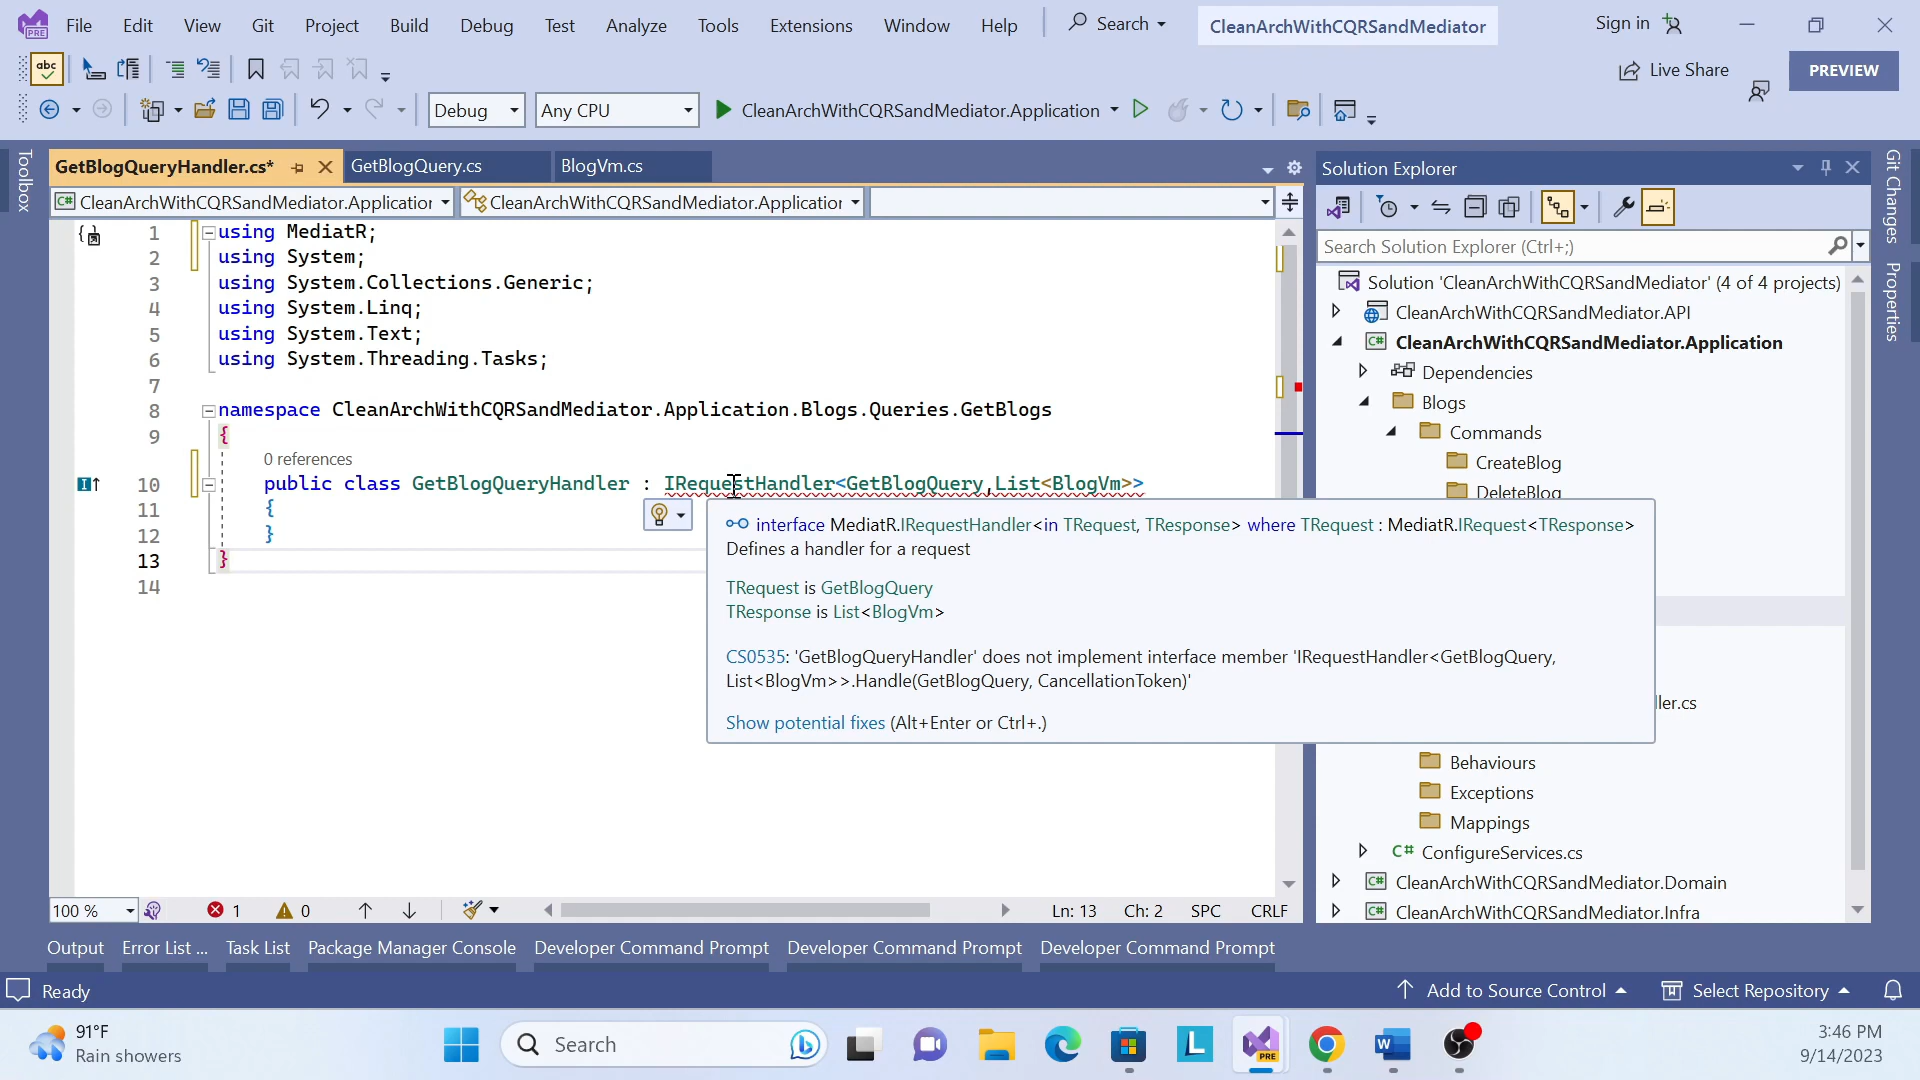 File Edit View Git Project Build Debug Test Analyze Tools Extensions Window Help Search CleanArchWithCQRSandMediator Sign in
Live Share PREVIEW
Debug Any CPU CleanArchWithCQRSandMediator.Application
Toolbox
GetBlogQueryHandler.cs* GetBlogQuery.cs BlogVm.cs
CleanArchWithCQRSandMediator.Application CleanArchWithCQRSandMediator.Application
1 using MediatR;
2 using System;
3 using System.Collections.Generic;
4 using System.Linq;
5 using System.Text;
6 using System.Threading.Tasks;
7
8 namespace CleanArchWithCQRSandMediator.Application.Blogs.Queries.GetBlogs
9 {
0 references
10 public class GetBlogQueryHandler : IRequestHandler<GetBlogQuery,List<BlogVm>>
11 {
12 }
13 }
14
interface MediatR.IRequestHandler<in TRequest, TResponse> where TRequest : MediatR.IRequest<TResponse>
Defines a handler for a request
TRequest is GetBlogQuery
TResponse is List<BlogVm>
CS0535: 'GetBlogQueryHandler' does not implement interface member 'IRequestHandler<GetBlogQuery,
List<BlogVm>>.Handle(GetBlogQuery, CancellationToken)'
Show potential fixes (Alt+Enter or Ctrl+.)
Solution Explorer
Search Solution Explorer (Ctrl+;)
Solution 'CleanArchWithCQRSandMediator' (4 of 4 projects)
CleanArchWithCQRSandMediator.API
CleanArchWithCQRSandMediator.Application
Dependencies
Blogs
Commands
CreateBlog
DeleteBlog
ler.cs
Behaviours
Exceptions
Mappings
ConfigureServices.cs
CleanArchWithCQRSandMediator.Domain
CleanArchWithCQRSandMediator.Infra
Git Changes
Properties
100 % 1 0 Ln: 13 Ch: 2 SPC CRLF
Output Error List ... Task List Package Manager Console Developer Command Prompt Developer Command Prompt Developer Command Prompt
Ready Add to Source Control Select Repository
91°F
Rain showers
Search
3:46 PM
9/14/2023